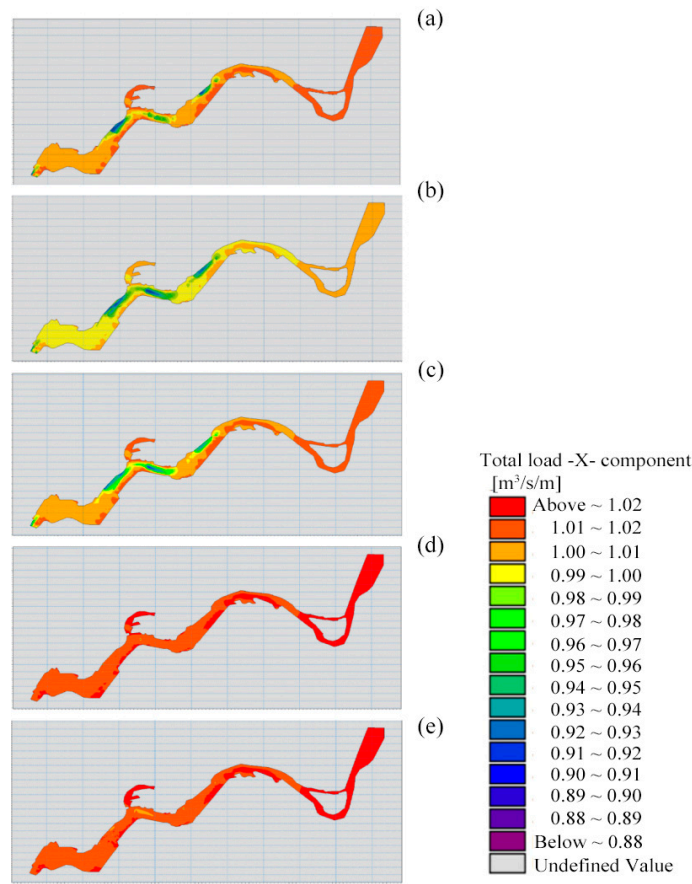 (a)
(b)
(c)
(d)
(e)
Total load -X- component
[m³/s/m]
Above ~ 1.02
1.01 ~ 1.02
1.00 ~ 1.01
0.99 ~ 1.00
0.98 ~ 0.99
0.97 ~ 0.98
0.96 ~ 0.97
0.95 ~ 0.96
0.94 ~ 0.95
0.93 ~ 0.94
0.92 ~ 0.93
0.91 ~ 0.92
0.90 ~ 0.91
0.89 ~ 0.90
0.88 ~ 0.89
Below ~ 0.88
Undefined Value